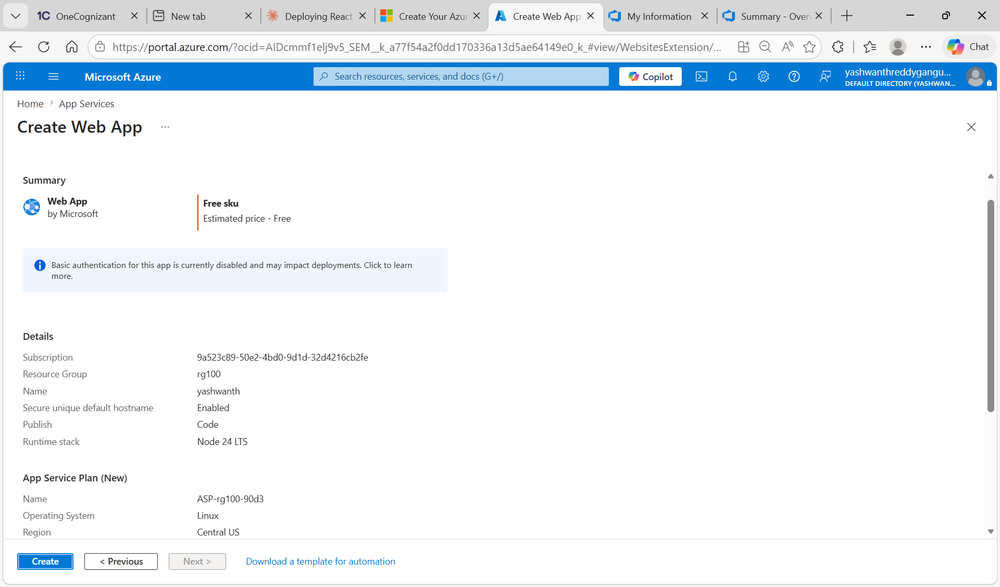 OneCognizant
New tab
Deploying React
Create Your Azur
Create Web App
My Information
Summary - Over
https://portal.azure.com/?ocid=AIDcmmf1elj9v5_SEM__k_a77f54a2f0dd170336a13d5ae64149e0_k_#view/WebsitesExtension/...
Chat
Microsoft Azure
Search resources, services, and docs (G+/)
Copilot
yashwanthreddygangu...
DEFAULT DIRECTORY (YASHWAN...
Home > App Services
Create Web App ...
Summary
Web App
by Microsoft
Free sku
Estimated price - Free
Basic authentication for this app is currently disabled and may impact deployments. Click to learn
more.
Details
Subscription 9a523c89-50e2-4bd0-9d1d-32d4216cb2fe
Resource Group rg100
Name yashwanth
Secure unique default hostname Enabled
Publish Code
Runtime stack Node 24 LTS
App Service Plan (New)
Name ASP-rg100-90d3
Operating System Linux
Region Central US
Create
< Previous
Next >
Download a template for automation